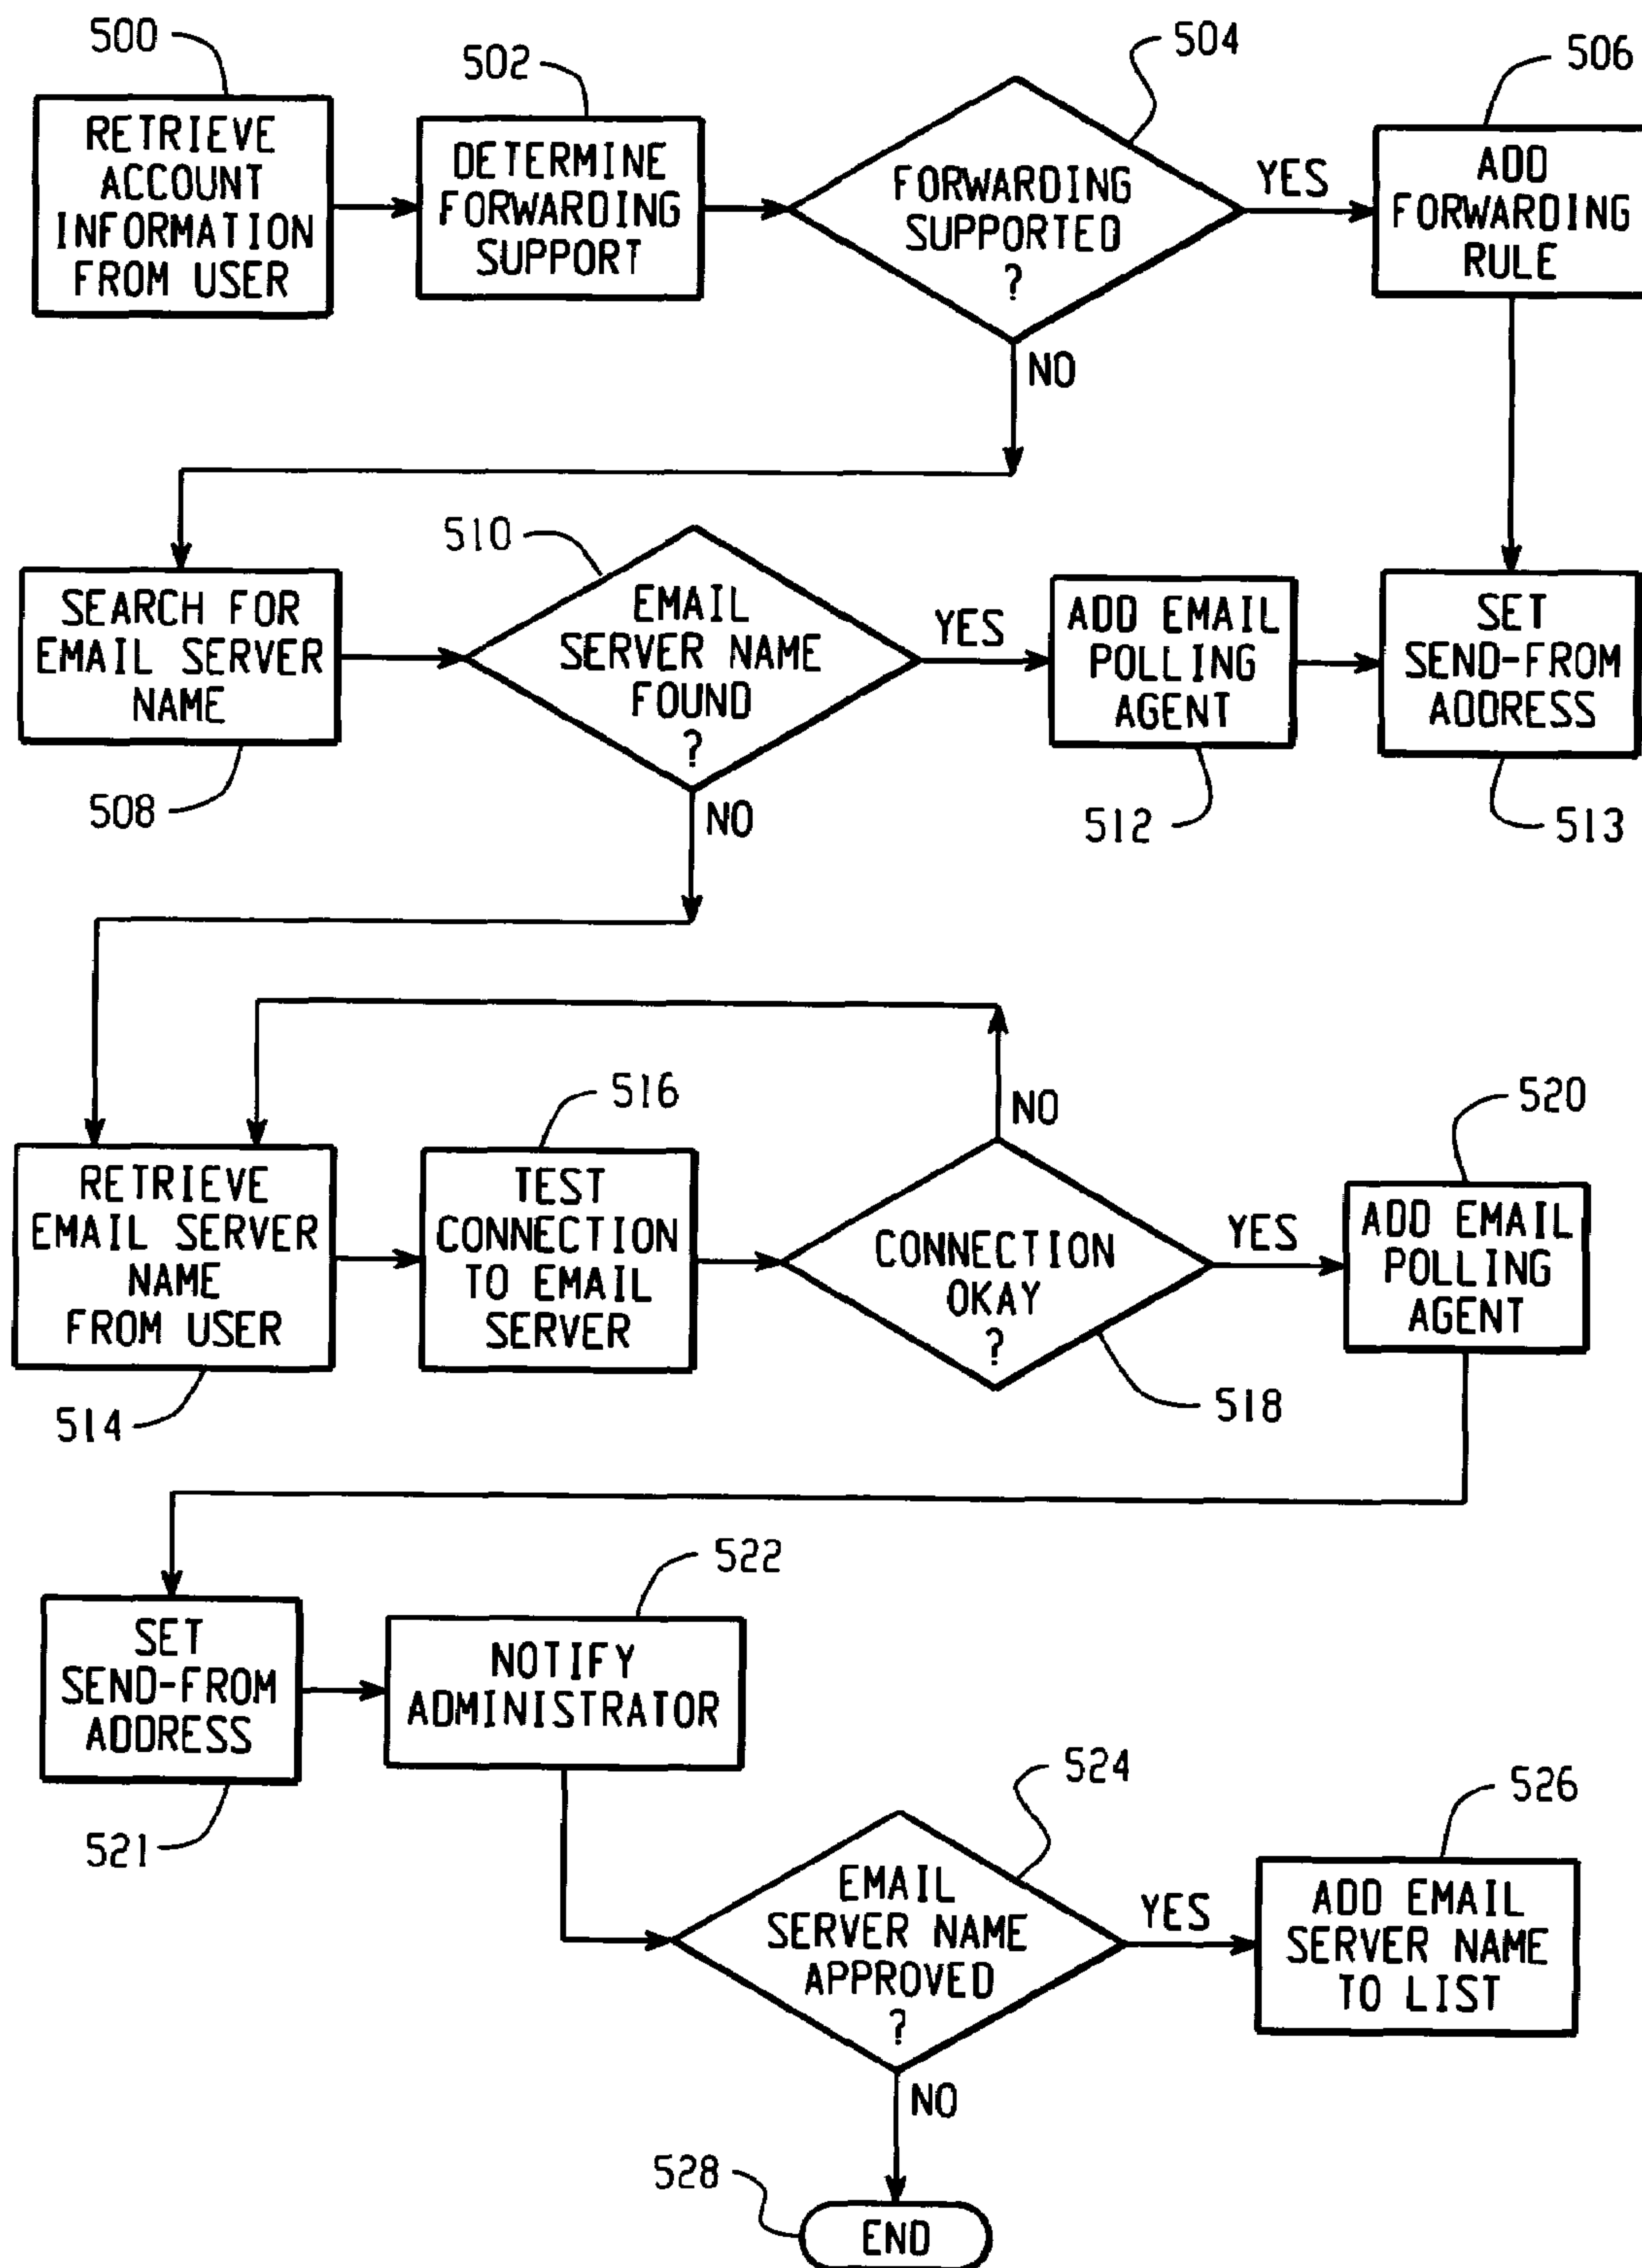 500
502
504
506
RETRIEVE
ACCOUNT
INFORMATION
FROM USER
DETERMINE
FORWARDING
SUPPORT
FORWARDING
SUPPORTED
?
YES
NO
ADD
FORWARDING
RULE
510
SEARCH FOR
EMAIL SERVER
NAME
508
EMAIL
SERVER NAME
FOUND
?
YES
NO
ADD EMAIL
POLLING
AGENT
512
SET
SEND-FROM
ADDRESS
513
516
520
RETRIEVE
EMAIL SERVER
NAME
FROM USER
514
TEST
CONNECTION
TO EMAIL
SERVER
NO
CONNECTION
OKAY
?
518
YES
ADD EMAIL
POLLING
AGENT
522
SET
SEND-FROM
ADDRESS
521
NOTIFY
ADMINISTRATOR
524
526
EMAIL
SERVER NAME
APPROVED
?
YES
ADD EMAIL
SERVER NAME
TO LIST
NO
528
END